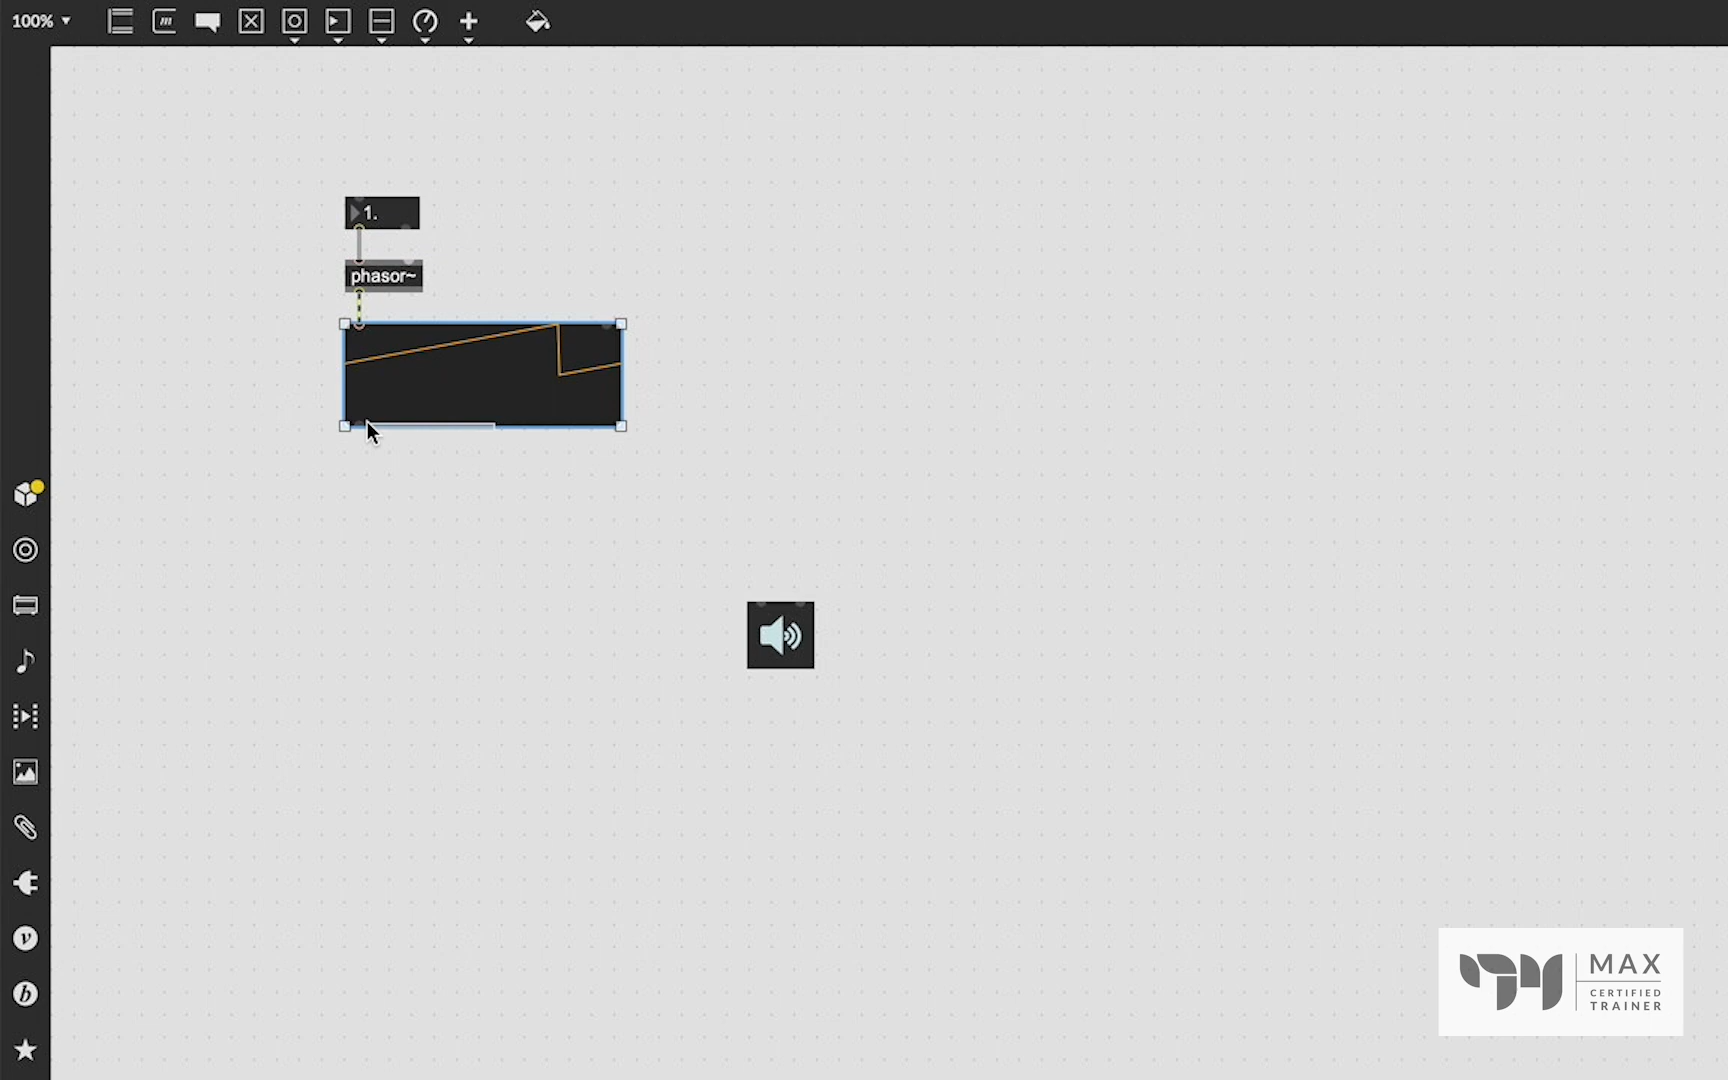 100%
m
1.
phasor~
v
b
MAX
CERTIFIED
TRAINER